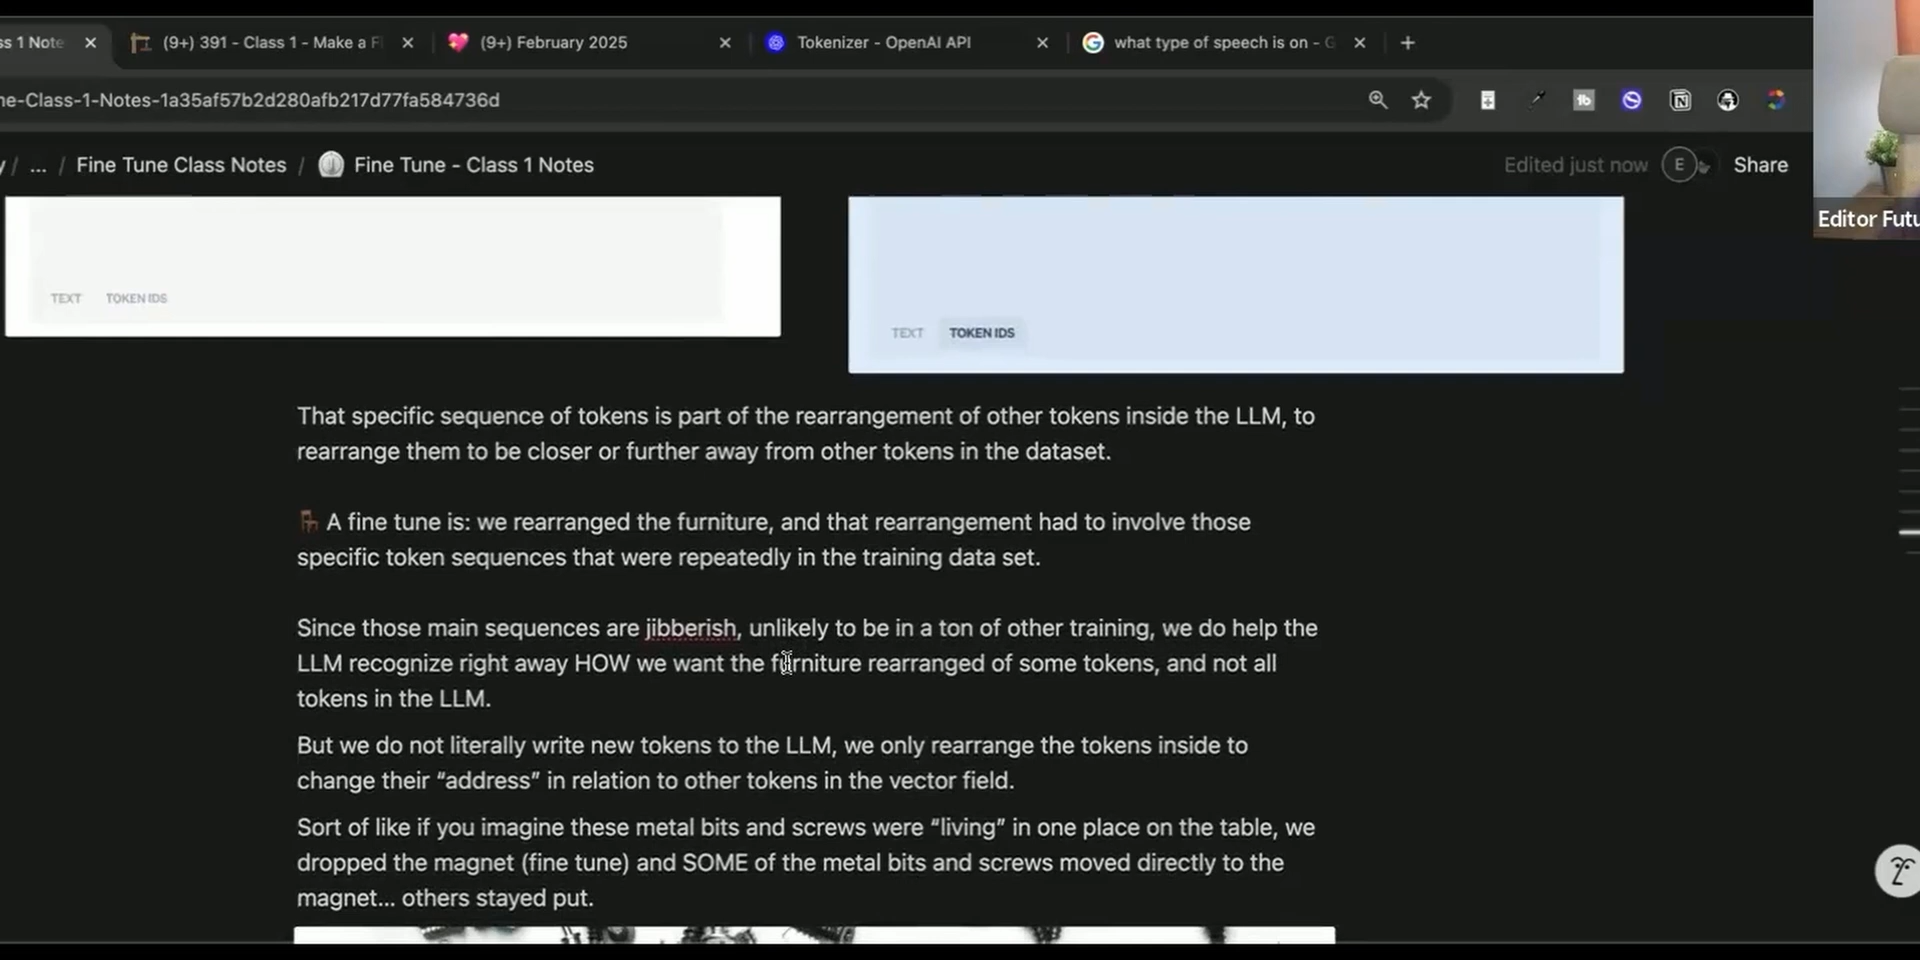 s 1 Note
(9+) 391 - Class 1 - Make a F
(9+) February 2025
Tokenizer - OpenAI API
what type of speech is on - G
ne-Class-1-Notes-1a35af57b2d280afb217d77fa584736d
tb
y / ... / Fine Tune Class Notes / Fine Tune - Class 1 Notes
Edited just now
E
Share
Editor Futu
TEXT TOKEN IDS
TEXT TOKEN IDS
That specific sequence of tokens is part of the rearrangement of other tokens inside the LLM, to
rearrange them to be closer or further away from other tokens in the dataset.
A fine tune is: we rearranged the furniture, and that rearrangement had to involve those
specific token sequences that were repeatedly in the training data set.
Since those main sequences are jibberish, unlikely to be in a ton of other training, we do help the
LLM recognize right away HOW we want the furniture rearranged of some tokens, and not all
tokens in the LLM.
But we do not literally write new tokens to the LLM, we only rearrange the tokens inside to
change their “address” in relation to other tokens in the vector field.
Sort of like if you imagine these metal bits and screws were “living” in one place on the table, we
dropped the magnet (fine tune) and SOME of the metal bits and screws moved directly to the
magnet... others stayed put.